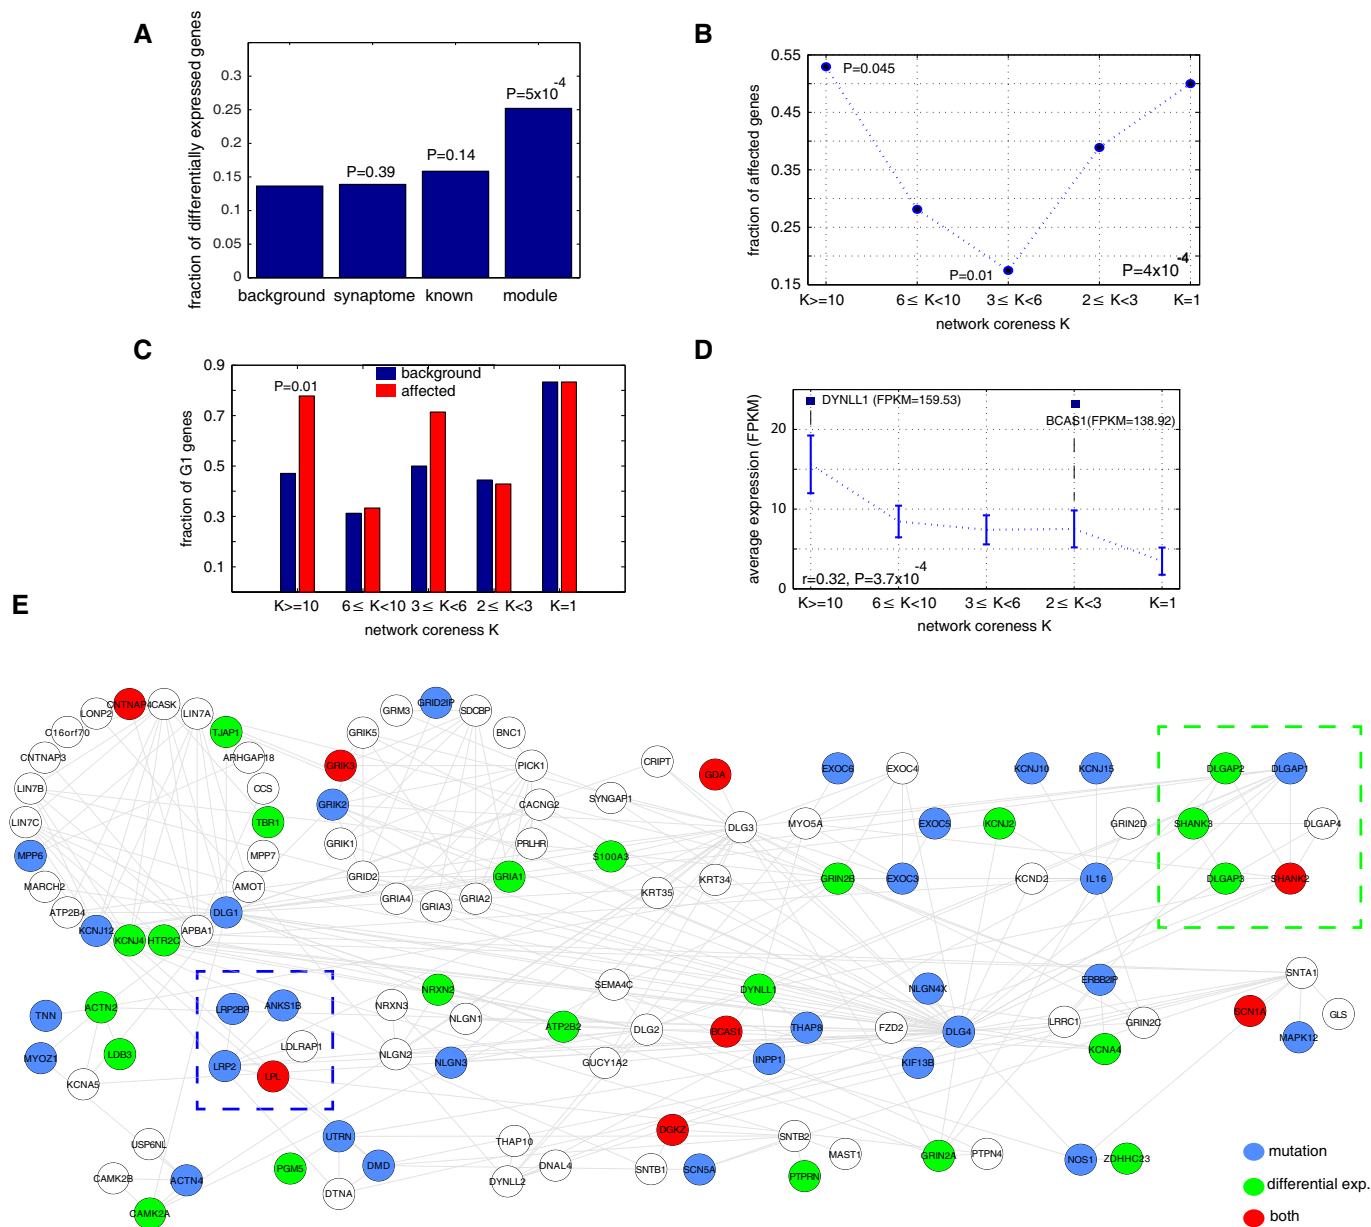 A
fraction of differentially expressed genes
0.3
0.25
0.2
0.15
0.1
0.05
0
P=0.39
P=0.14
P=5x10^-4
background
synaptome
known
module
B
fraction of affected genes
0.55
0.45
0.35
0.25
0.15
P=0.045
P=0.01
P=4x10^-4
K>=10
6≤ K<10
3≤ K<6
2≤ K<3
K=1
network coreness K
C
fraction of G1 genes
0.9
0.7
0.5
0.3
0.1
P=0.01
background
affected
K>=10
6≤ K<10
3≤ K<6
2≤ K<3
K=1
network coreness K
D
average expression (FPKM)
20
10
0
DYNLL1 (FPKM=159.53)
BCAS1(FPKM=138.92)
r=0.32, P=3.7x10^-4
K>=10
6≤ K<10
3≤ K<6
2≤ K<3
K=1
network coreness K
E
CNTNAP4
CASK
LONP2
LIN7A
C16orf70
TJAP1
CNTNAP3
ARHGAP18
LIN7B
CCS
LIN7C
TBR1
MPP6
MPP7
MARCH2
AMOT
ATP2B4
DLG1
KCNJ12
KCNJ4
HTR2C
APBA1
GRID2IP
GRM3
SDCBP
GRIK5
BNC1
GRIK3
PICK1
GRIK2
CACNG2
GRIK1
PRLHR
GRID2
GRIA1
GRIA4
GRIA3
GRIA2
CRIPT
GDA
SYNGAP1
DLG3
S100A3
KRT35
KRT34
EXOC6
EXOC4
MYO5A
EXOC5
KCNJ2
GRIN2B
EXOC3
KCNJ10
KCNJ15
GRIN2D
KCND2
IL16
DLGAP2
DLGAP1
SHANK3
DLGAP4
DLGAP3
SHANK2
TNN
ACTN2
MYOZ1
LDB3
KCNA5
LRP2BP
ANKS1B
LDLRAP1
LRP2
LPL
NRXN2
NRXN3
NLGN1
NLGN2
NLGN3
SEMA4C
ATP2B2
DLG2
GUCY1A2
DYNLL1
BCAS1
THAP8
INPP1
NLGN4X
FZD2
DLG4
KIF13B
ERBB2IP
LRRC1
GRIN2C
KCNA4
SNTA1
SCN1A
GLS
MAPK12
USP6NL
CAMK2B
ACTN4
CAMK2A
UTRN
PGM5
DMD
DTNA
THAP10
DNAL4
DYNLL2
DGKZ
SNTB1
SCN5A
SNTB2
MAST1
PTPRN
GRIN2A
PTPN4
NOS1
ZDHHC23
mutation
differential exp.
both